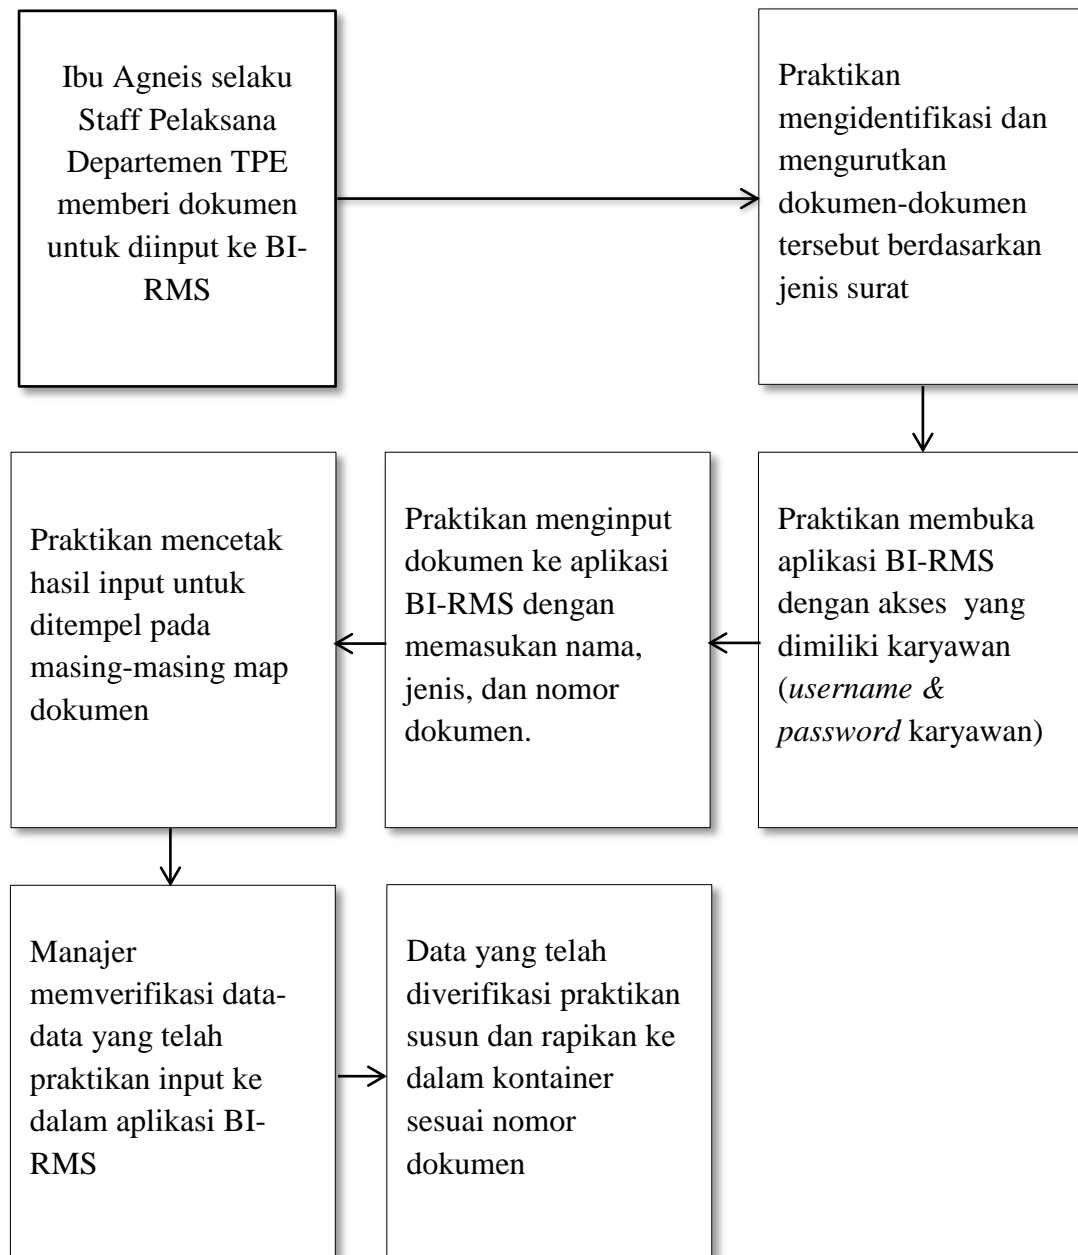 Ibu Agneis selaku
Staff Pelaksana
Departemen TPE
memberi dokumen
untuk diinput ke BI-
RMS
Praktikan
mengidentifikasi dan
mengurutkan
dokumen-dokumen
tersebut berdasarkan
jenis surat
Praktikan membuka
aplikasi BI-RMS
dengan akses  yang
dimiliki karyawan
(username &
password karyawan)
Praktikan menginput
dokumen ke aplikasi
BI-RMS dengan
memasukan nama,
jenis, dan nomor
dokumen.
Praktikan mencetak
hasil input untuk
ditempel pada
masing-masing map
dokumen
Manajer
memverifikasi data-
data yang telah
praktikan input ke
dalam aplikasi BI-
RMS
Data yang telah
diverifikasi praktikan
susun dan rapikan ke
dalam kontainer
sesuai nomor
dokumen